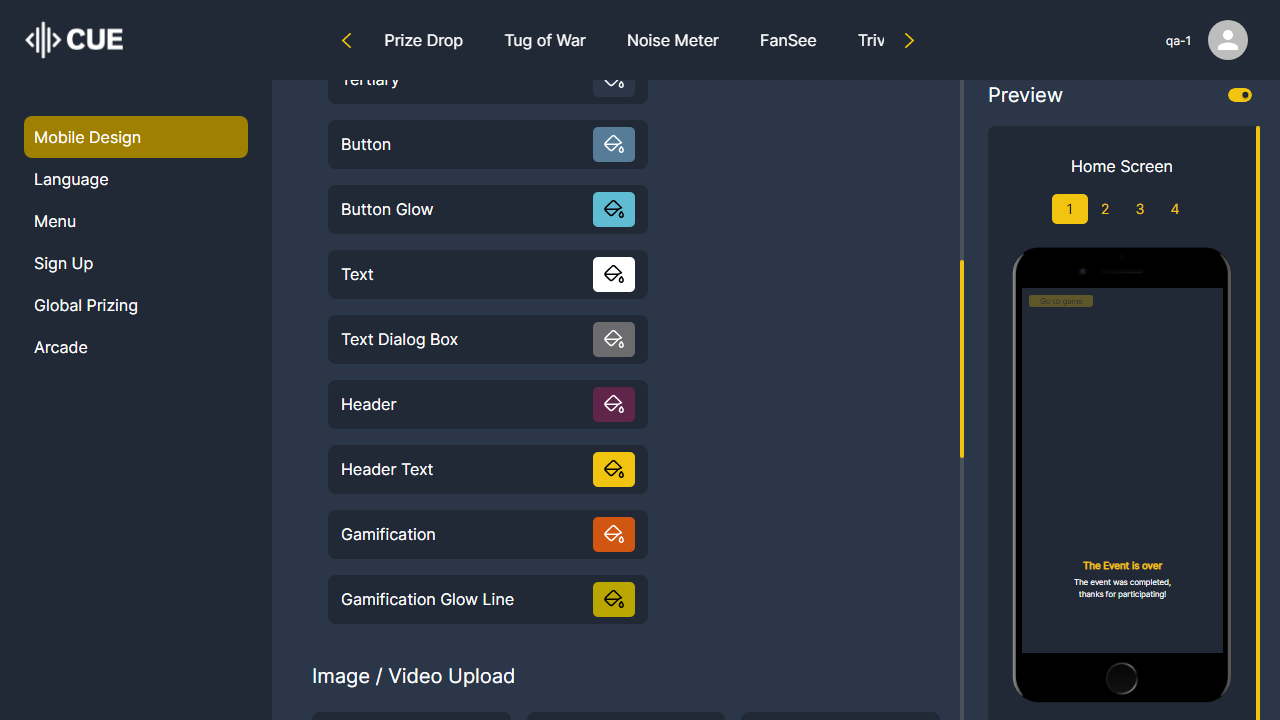 CUE
Prize Drop
Tug of War
Noise Meter
FanSee
Triv
qa-1
Mobile Design
Language
Menu
Sign Up
Global Prizing
Arcade
Tertiary
Button
Button Glow
Text
Text Dialog Box
Header
Header Text
Gamification
Gamification Glow Line
Image / Video Upload
Preview
Home Screen
1 2 3 4
Go to game
The Event is over
The event was completed,
thanks for participating!